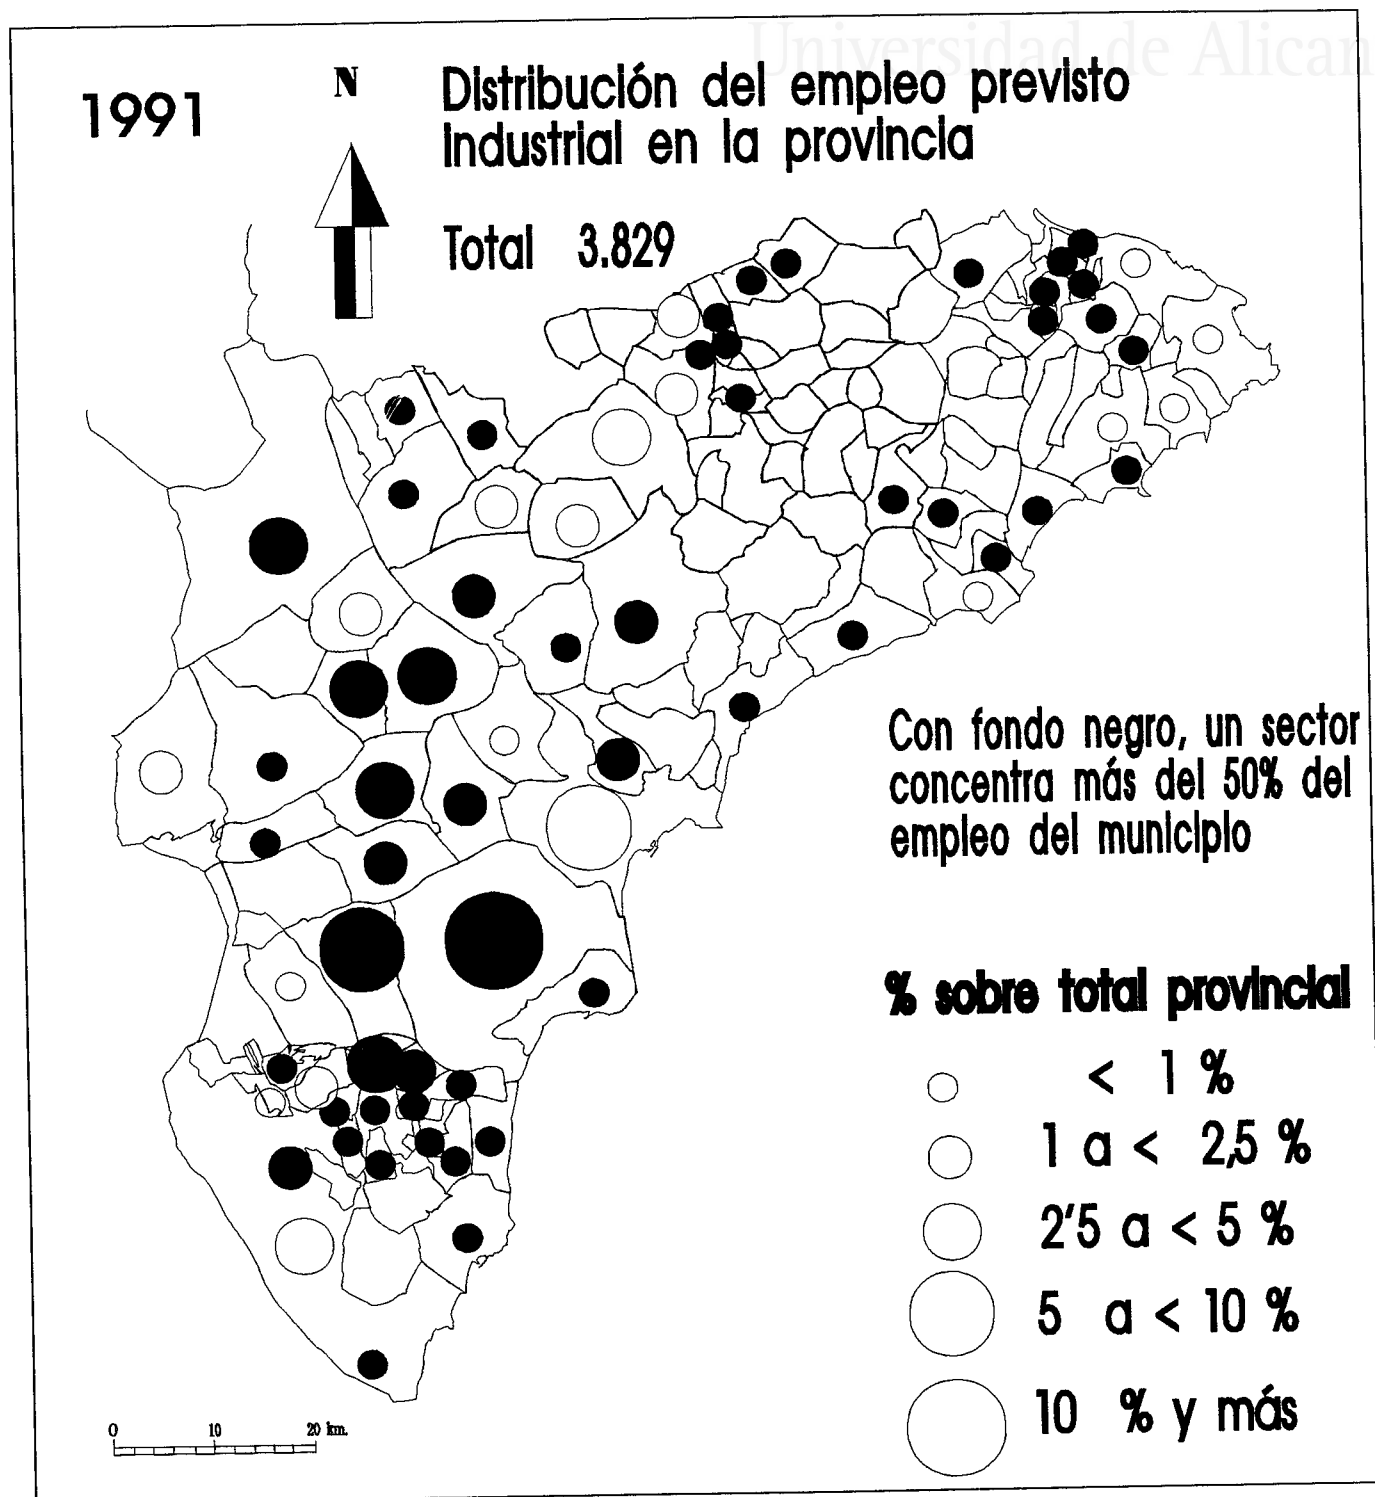 Universidad de Alican
1991
N
Distribución del empleo previsto
industrial en la provincia
Total 3.829
Con fondo negro, un sector
concentra más del 50% del
empleo del municipio
% sobre total provincial
< 1 %
1 a < 2,5 %
2'5 a < 5 %
5 a < 10 %
10 % y más
0 10 20 km.